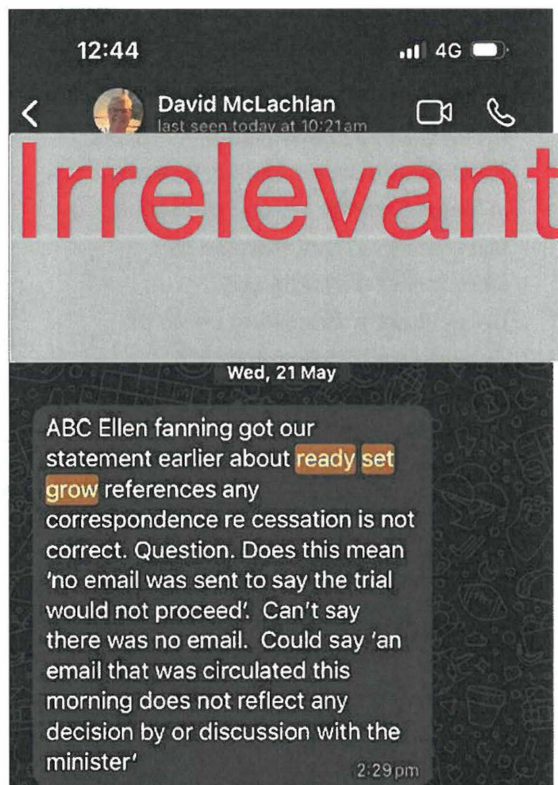 12:44
4G
David McLachlan
last seen today at 10:21am
Irrelevant
Wed, 21 May
ABC Ellen fanning got our
statement earlier about ready set
grow references any
correspondence re cessation is not
correct. Question. Does this mean
'no email was sent to say the trial
would not proceed'. Can't say
there was no email. Could say 'an
email that was circulated this
morning does not reflect any
decision by or discussion with the
minister'
2:29pm